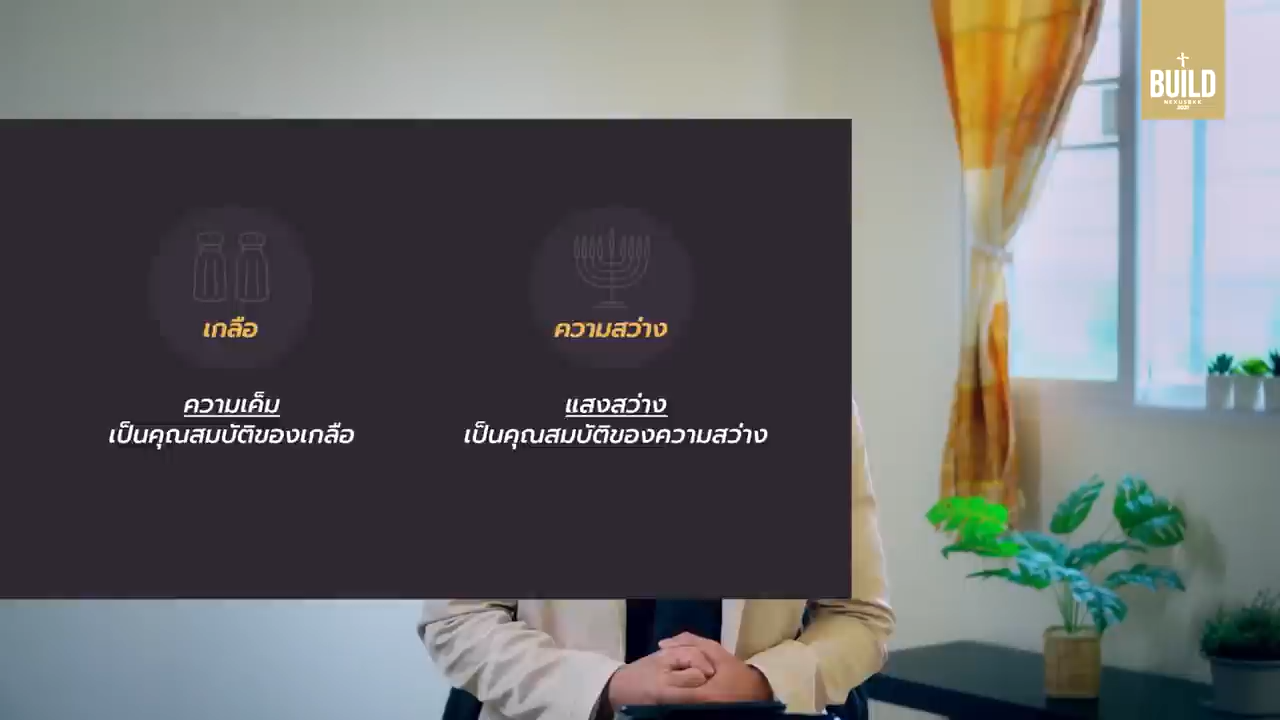 BUILD
NEXUSBKK
2021
เกลือ
ความสว่าง
ความเค็ม
เป็นคุณสมบัติของเกลือ
แสงสว่าง
เป็นคุณสมบัติของความสว่าง